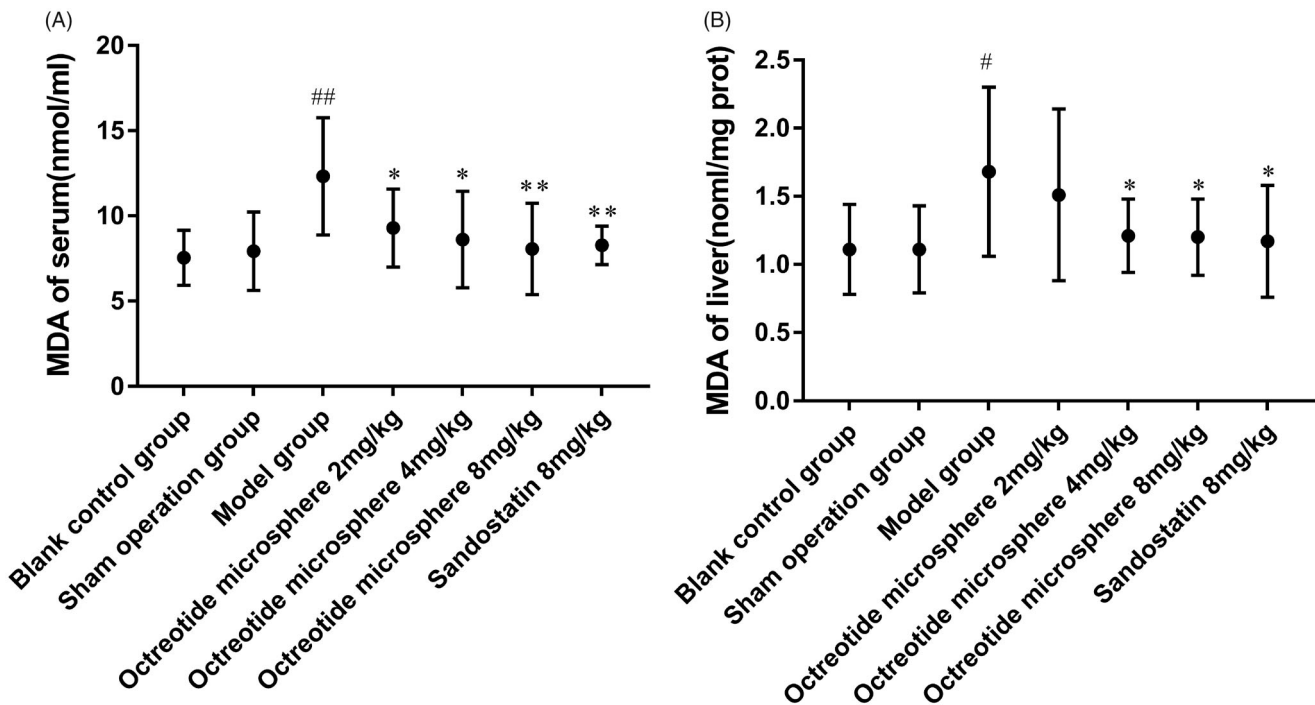 (A)
MDA of serum(nmol/ml)
20
15
10
5
0
##
*
*
**
**
Blank control group
Sham operation group
Model group
Octreotide microsphere 2mg/kg
Octreotide microsphere 4mg/kg
Octreotide microsphere 8mg/kg
Sandostatin 8mg/kg
(B)
MDA of liver(noml/mg prot)
2.5
2.0
1.5
1.0
0.5
0.0
#
*
*
*
Blank control group
Sham operation group
Model group
Octreotide microsphere 2mg/kg
Octreotide microsphere 4mg/kg
Octreotide microsphere 8mg/kg
Sandostatin 8mg/kg